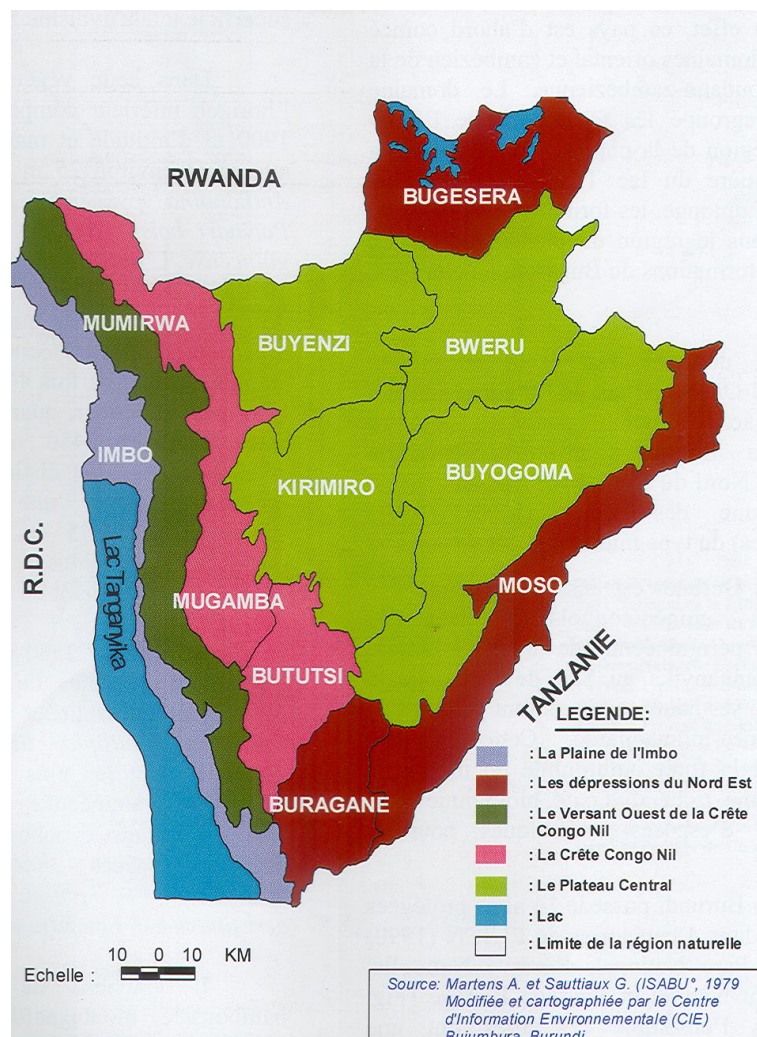 RWANDA
BUGESERA
MUMIRWA
BUYENZI
BWERU
IMBO
KIRIMIRO
BUYOGOMA
R.D.C.
Lac Tanganyika
MUGAMBA
MOSO
BUTUTSI
TANZANIE
BURAGANE
LEGENDE:
: La Plaine de l'Imbo
: Les dépressions du Nord Est
: Le Versant Ouest de la Crête
Congo Nil
: La Crête Congo Nil
: Le Plateau Central
: Lac
: Limite de la région naturelle
10 0 10 KM
Echelle :
Source: Martens A. et Sauttiaux G. (ISABU°, 1979
Modifiée et cartographiée par le Centre
d'Information Environnementale (CIE)
Bujumbura, Burundi